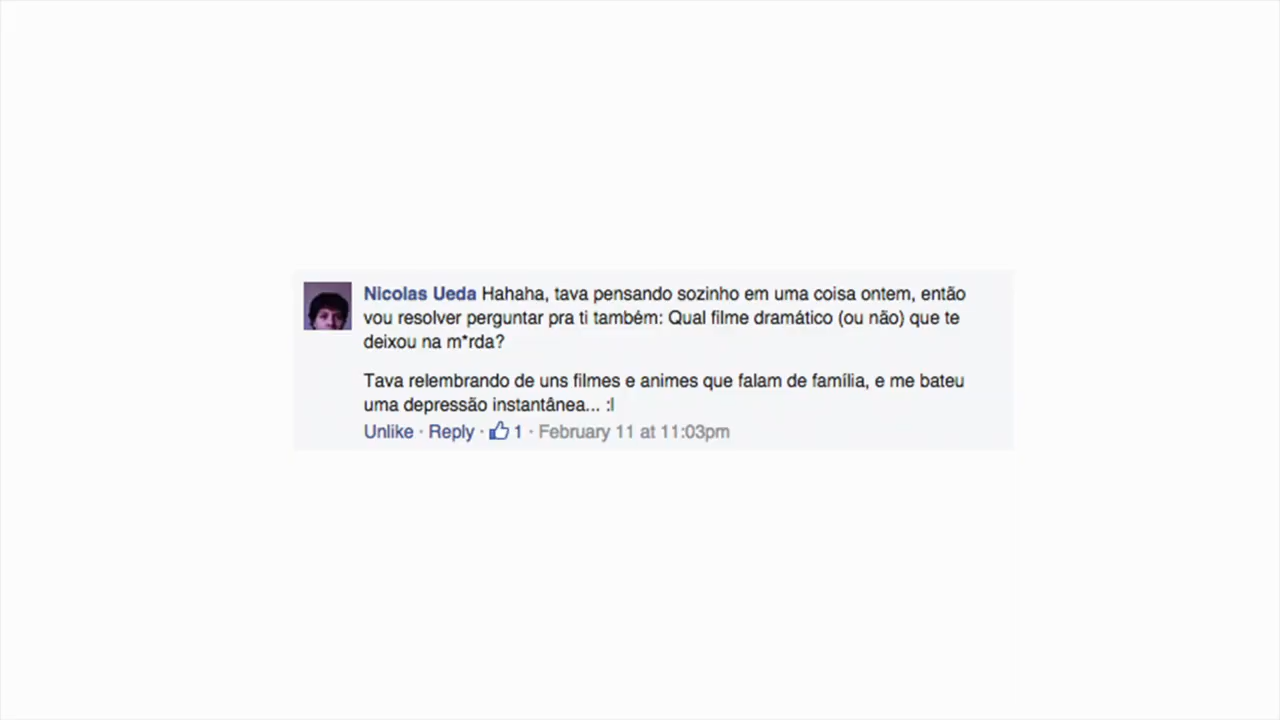 Nicolas Ueda Hahaha, tava pensando sozinho em uma coisa ontem, então
vou resolver perguntar pra ti também: Qual filme dramático (ou não) que te
deixou na m*rda?
Tava relembrando de uns filmes e animes que falam de família, e me bateu
uma depressão instantânea... :l
Unlike · Reply · 1 · February 11 at 11:03pm